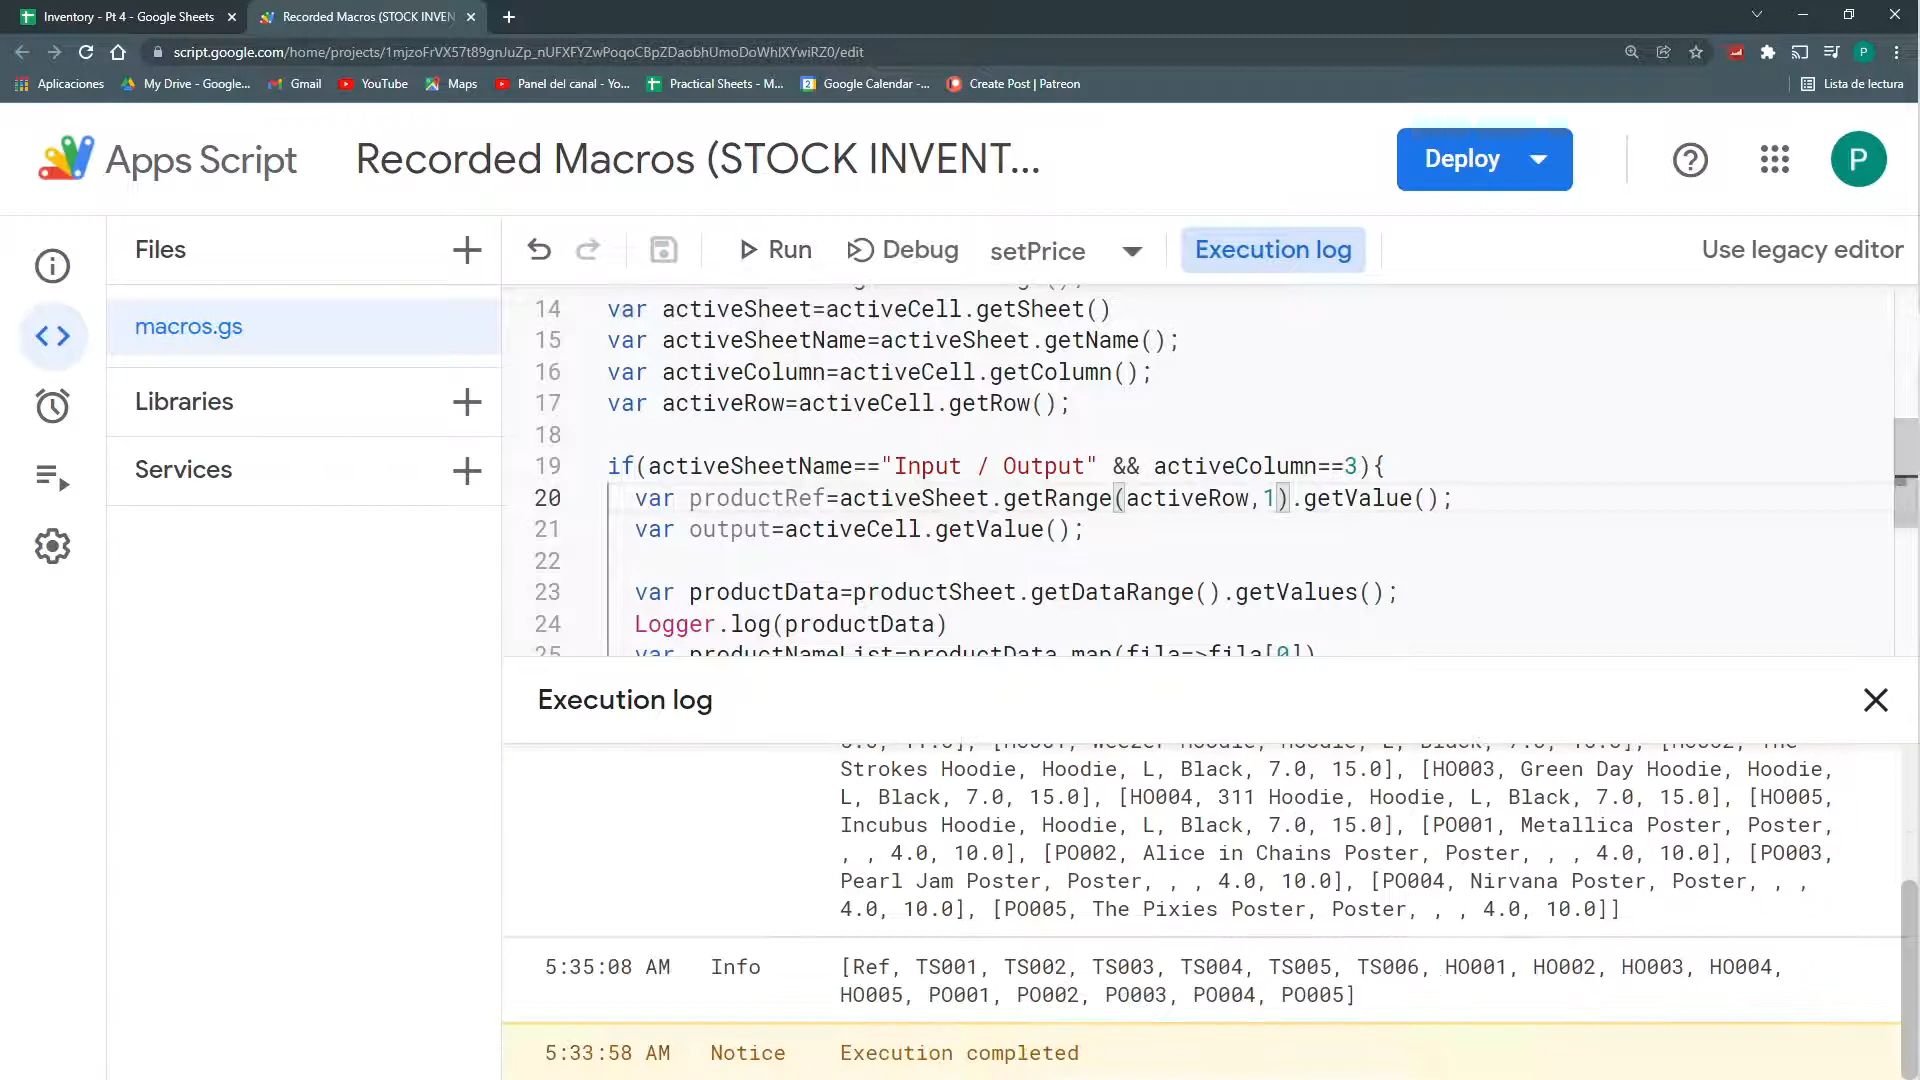 Inventory - Pt 4 - Google Sheets
Recorded Macros (STOCK INVEN
script.google.com/home/projects/1mjzoFrVX57t89gnJuZp_nUFXFYZwPoqoCBpZDaobhUmoDoWhlXYwiRZ0/edit
P
Aplicaciones
My Drive - Google...
Gmail
YouTube
Maps
Panel del canal - Yo...
Practical Sheets - M...
Google Calendar -...
Create Post | Patreon
Lista de lectura
Apps Script
Recorded Macros (STOCK INVENT...
Deploy
P
Files
Run
Debug
setPrice
Execution log
Use legacy editor
macros.gs
Libraries
Services
14 var activeSheet=activeCell.getSheet()
15 var activeSheetName=activeSheet.getName();
16 var activeColumn=activeCell.getColumn();
17 var activeRow=activeCell.getRow();
18
19 if(activeSheetName=="Input / Output" && activeColumn==3){
20 var productRef=activeSheet.getRange(activeRow,1).getValue();
21 var output=activeCell.getValue();
22
23 var productData=productSheet.getDataRange().getValues();
24 Logger.log(productData)
25 var productNameList=productData.map(fila=>fila[0])
Execution log
Strokes Hoodie, Hoodie, L, Black, 7.0, 15.0], [HO003, Green Day Hoodie, Hoodie,
L, Black, 7.0, 15.0], [HO004, 311 Hoodie, Hoodie, L, Black, 7.0, 15.0], [HO005,
Incubus Hoodie, Hoodie, L, Black, 7.0, 15.0], [PO001, Metallica Poster, Poster,
, , 4.0, 10.0], [PO002, Alice in Chains Poster, Poster, , , 4.0, 10.0], [PO003,
Pearl Jam Poster, Poster, , , 4.0, 10.0], [PO004, Nirvana Poster, Poster, , ,
4.0, 10.0], [PO005, The Pixies Poster, Poster, , , 4.0, 10.0]]
5:35:08 AM Info [Ref, TS001, TS002, TS003, TS004, TS005, TS006, HO001, HO002, HO003, HO004,
HO005, PO001, PO002, PO003, PO004, PO005]
5:33:58 AM Notice Execution completed